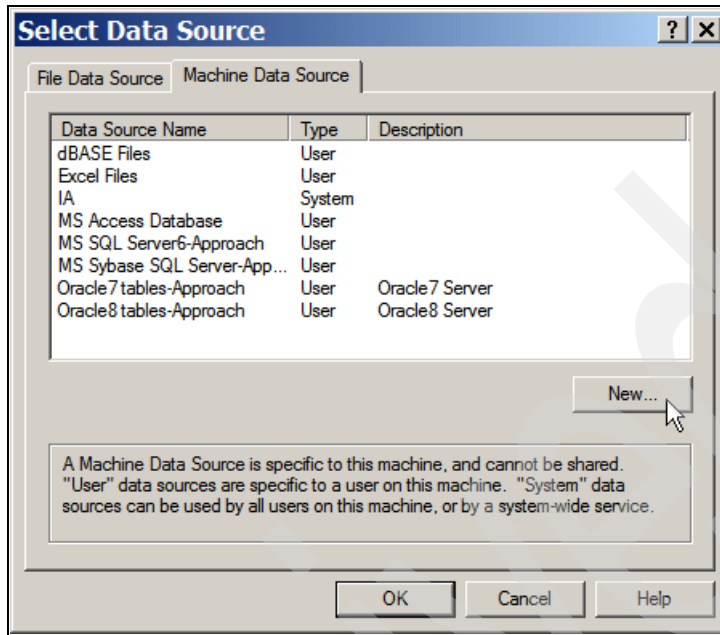 Select Data Source
File Data Source Machine Data Source
Data Source Name Type Description
dBASE Files User
Excel Files User
IA System
MS Access Database User
MS SQL Server6-Approach User
MS Sybase SQL Server-App... User
Oracle7 tables-Approach User Oracle7 Server
Oracle8 tables-Approach User Oracle8 Server
New...
A Machine Data Source is specific to this machine, and cannot be shared.
"User" data sources are specific to a user on this machine. "System" data
sources can be used by all users on this machine, or by a system-wide service.
OK Cancel Help